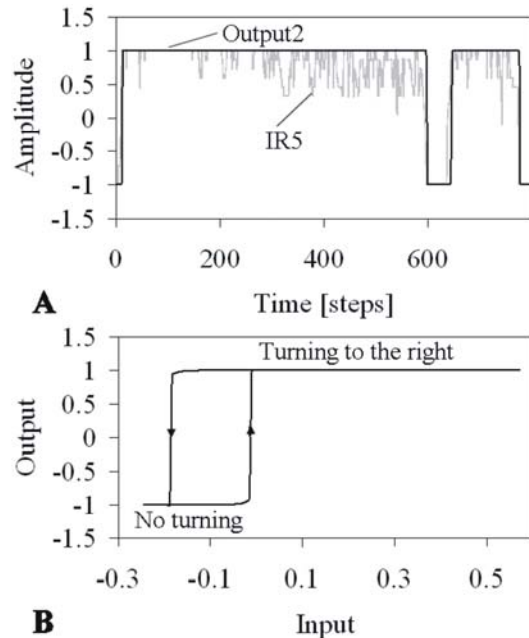 1.5
1
0.5
0
-0.5
-1
-1.5
Amplitude
Output2
IR5
0 200 400 600
Time [steps]
A
1.5
1
0.5
0
-0.5
-1
-1.5
Output
Turning to the right
No turning
-0.3 -0.1 0.1 0.3 0.5
Input
B